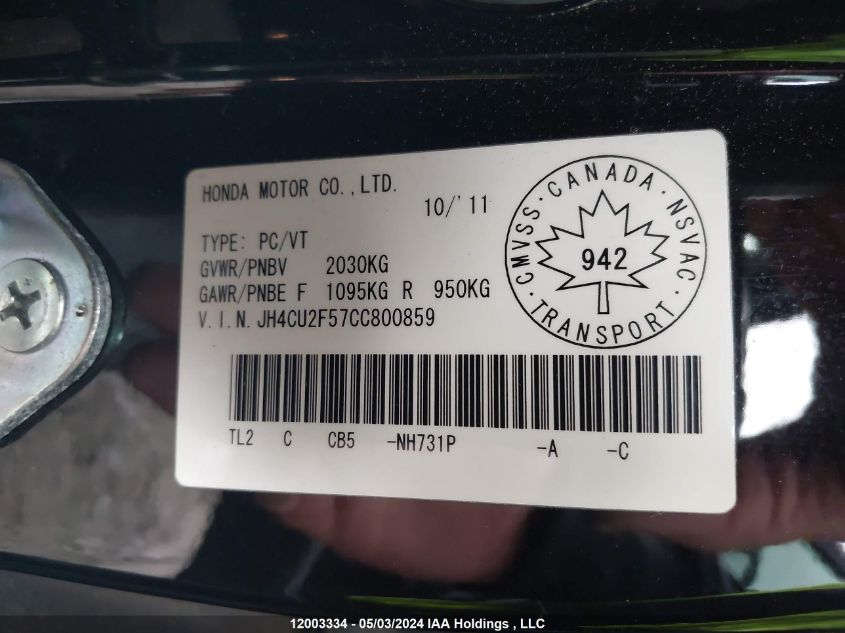 HONDA MOTOR CO.,LTD.
10/'11
TYPE: PC/VT
GVWR/PNBV 2030KG
GAWR/PNBE F 1095KG R 950KG
V.I.N. JH4CU2F57CC800859
CMVSS · CANADA · NSVAC · TRANSPORT ·
942
TL2 C CB5 -NH731P -A -C
12003334 - 05/03/2024 IAA Holdings , LLC